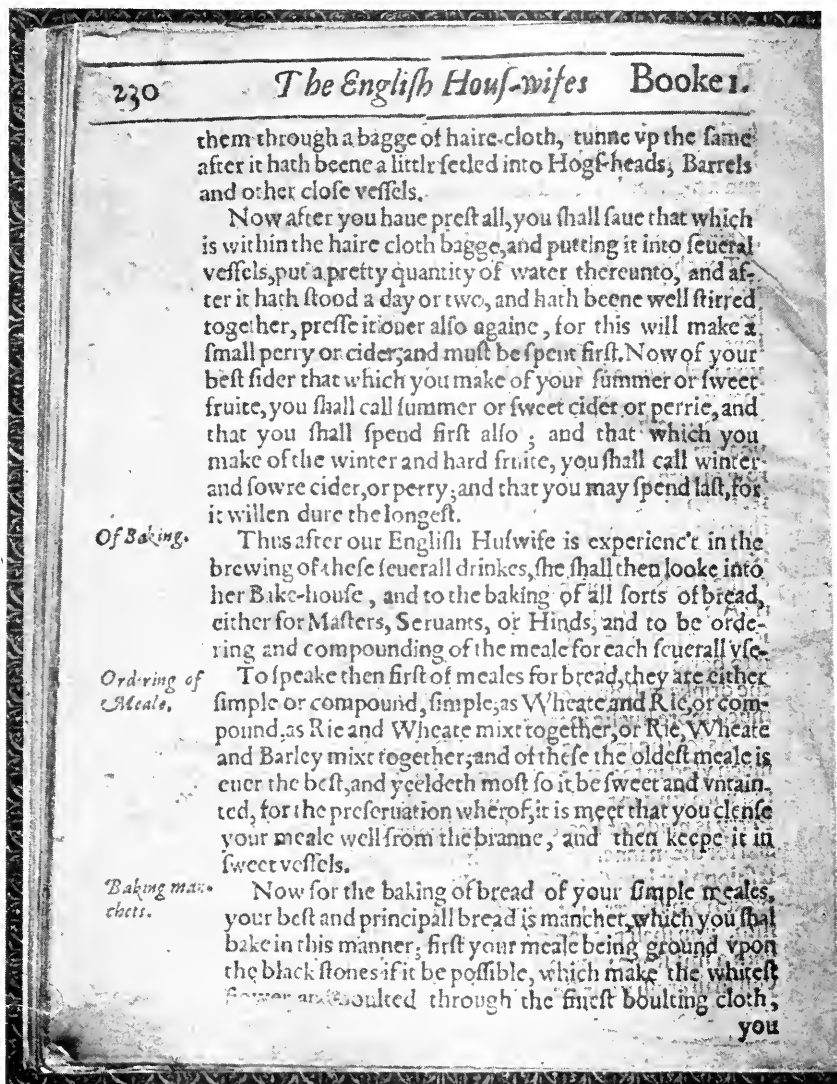 230 The Engliſh Houſ-wifes Booke 1.
them through a bagge of haire-cloth, tunne vp the ſame
after it hath beene a littlr ſetled into Hogſ-heads, Barrels
and other cloſe veſſels.
Now after you haue preſt all, you ſhall ſaue that which
is within the haire cloth bagge, and putting it into ſeueral
veſſels, put a pretty quantity of water thereunto, and af-
ter it hath ſtood a day or two, and hath beene well ſtirred
together, preſſe it ouer alſo againe, for this will make a
ſmall perry or cider, and muſt be ſpent firſt. Now of your
beſt ſider that which you make of your ſummer or ſweet
fruite, you ſhall call ſummer or ſweet cider or perrie, and
that you ſhall ſpend firſt alſo; and that which you
make of the winter and hard fruite, you ſhall call winter
and ſowre cider, or perry; and that you may ſpend laſt, for
it willen dure the longeſt.
Of Baking.
Thus after our Engliſh Huſwife is experienc't in the
brewing of theſe ſeuerall drinkes, ſhe ſhall then looke into
her Bake-houſe, and to the baking of all ſorts of bread,
either for Maſters, Seruants, or Hinds, and to be orde-
ring and compounding of the meale for each ſeuerall vſe.
Ordring of
Meale.
To ſpeake then firſt of meales for bread, they are either
ſimple or compound, ſimple, as Wheate and Rie, or com-
pound, as Rie and Wheate mixt together, or Rie, Wheate
and Barley mixt together; and of theſe the oldeſt meale is
euer the beſt, and yeeldeth moſt ſo it be ſweet and vntain-
ted, for the preſeruation wherof, it is meet that you clenſe
your meale well from the branne, and then keepe it in
ſweet veſſels.
Baking man-
chets.
Now for the baking of bread of your ſimple meales,
your beſt and principall bread is manchet, which you ſhal
bake in this manner; firſt your meale being ground vpon
the black ſtones if it be poſſible, which make the whiteſt
flower and boulted through the fineſt boulting cloth,
you